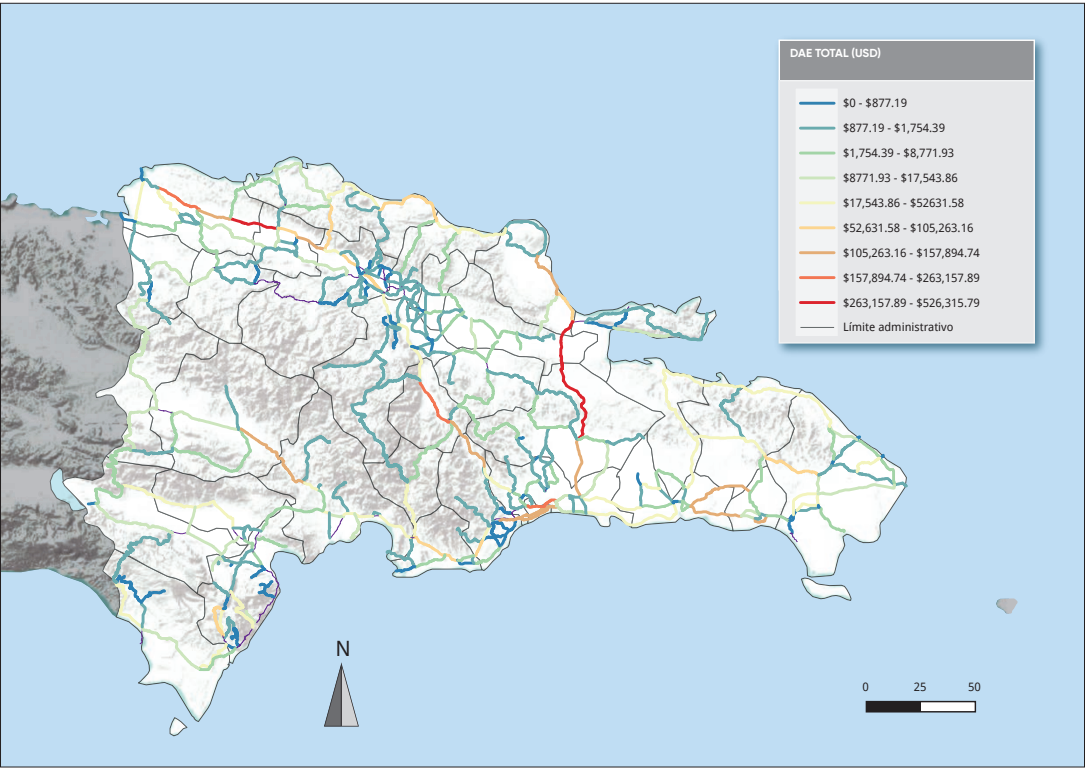 DAE TOTAL (USD)
$0 - $877.19
$877.19 - $1,754.39
$1,754.39 - $8,771.93
$8771.93 - $17,543.86
$17,543.86 - $52631.58
$52,631.58 - $105,263.16
$105,263.16 - $157,894.74
$157,894.74 - $263,157.89
$263,157.89 - $526,315.79
Límite administrativo
N
0 25 50